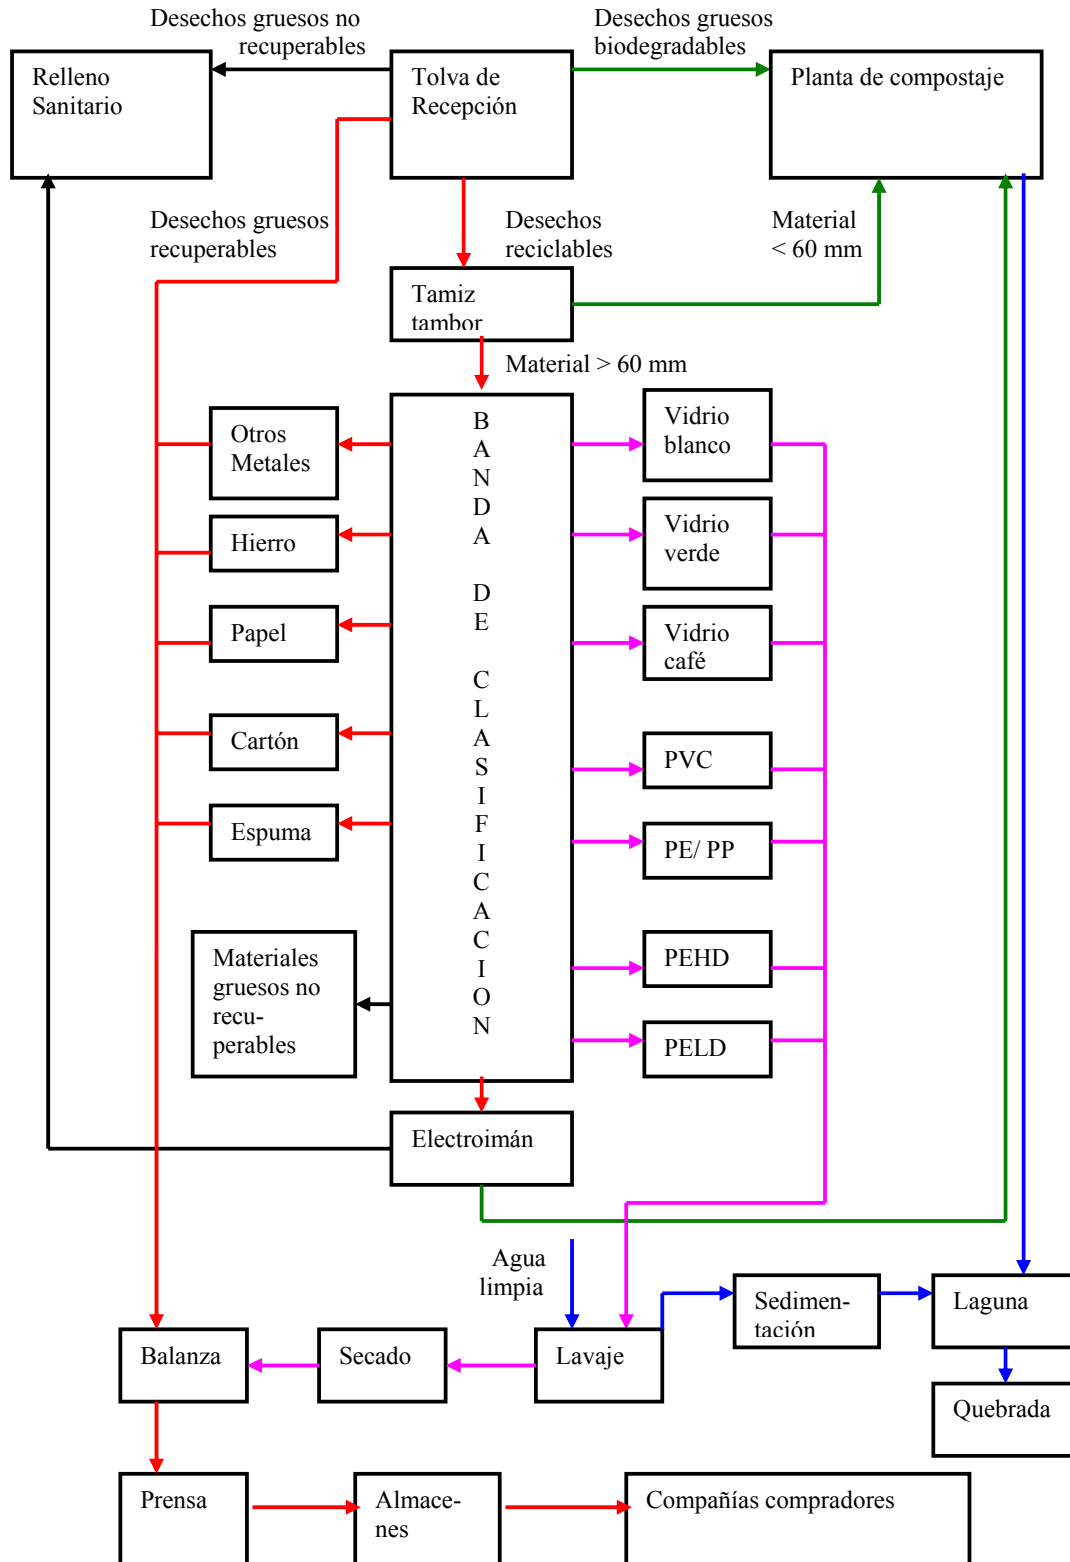 Desechos gruesos no
recuperables
Desechos gruesos
biodegradables
Relleno
Sanitario
Tolva de
Recepción
Planta de compostaje
Desechos gruesos
recuperables
Desechos
reciclables
Material
< 60 mm
Tamiz
tambor
Material > 60 mm
B
A
N
D
A
D
E
C
L
A
S
I
F
I
C
A
C
I
O
N
Otros
Metales
Hierro
Papel
Cartón
Espuma
Materiales
gruesos no
recu-
perables
Vidrio
blanco
Vidrio
verde
Vidrio
café
PVC
PE/ PP
PEHD
PELD
Electroimán
Agua
limpia
Sedimen-
tación
Laguna
Balanza
Secado
Lavaje
Quebrada
Prensa
Almace-
nes
Compañías compradores